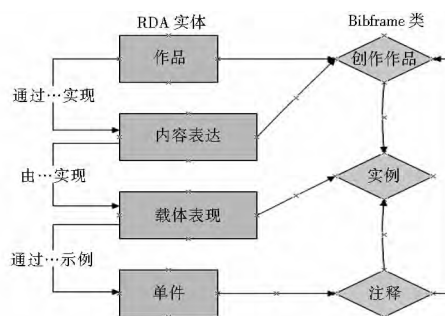 RDA 实体
Bibframe 类
作品
创作作品
通过…实现
内容表达
由…实现
实例
载体表现
通过…示例
单件
注释